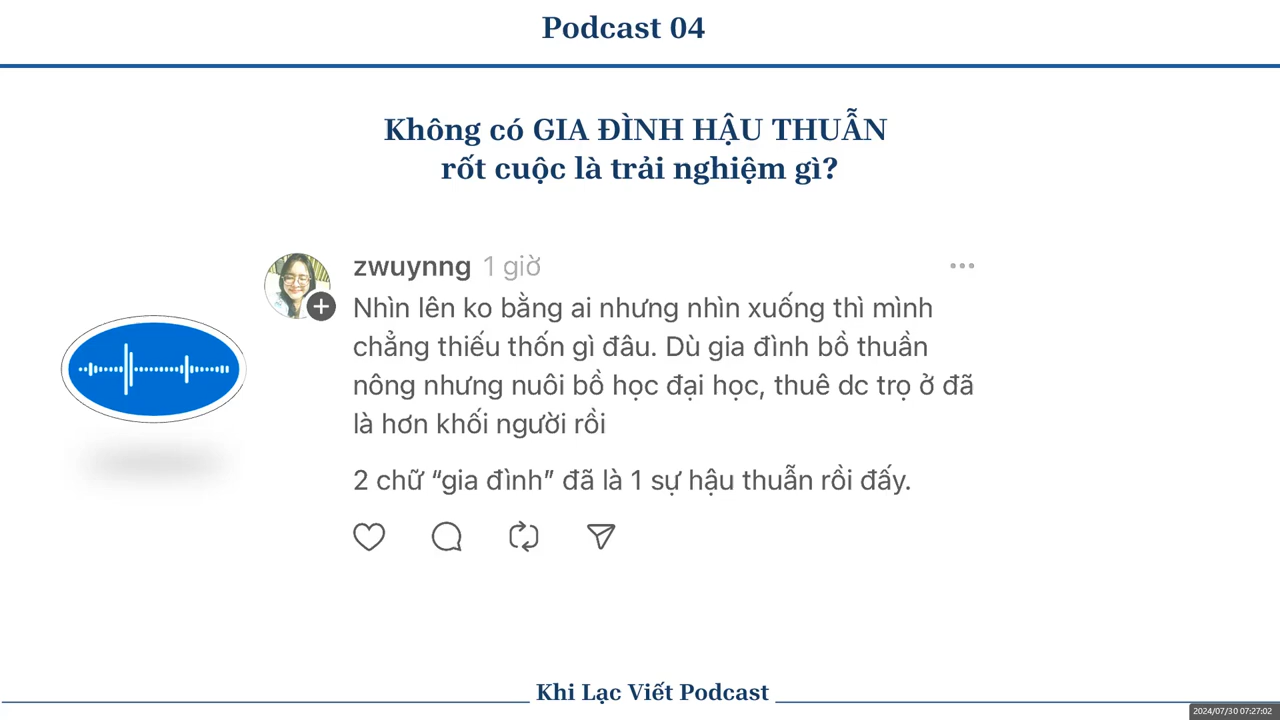 Podcast 04
Không có GIA ĐÌNH HẬU THUẪN
rốt cuộc là trải nghiệm gì?
zwuynng 1 giờ
Nhìn lên ko bằng ai nhưng nhìn xuống thì mình
chẳng thiếu thốn gì đâu. Dù gia đình bồ thuần
nông nhưng nuôi bồ học đại học, thuê dc trọ ở đã
là hơn khối người rồi
2 chữ “gia đình” đã là 1 sự hậu thuẫn rồi đấy.
Khi Lạc Viết Podcast
2024/07/30 07:27:02